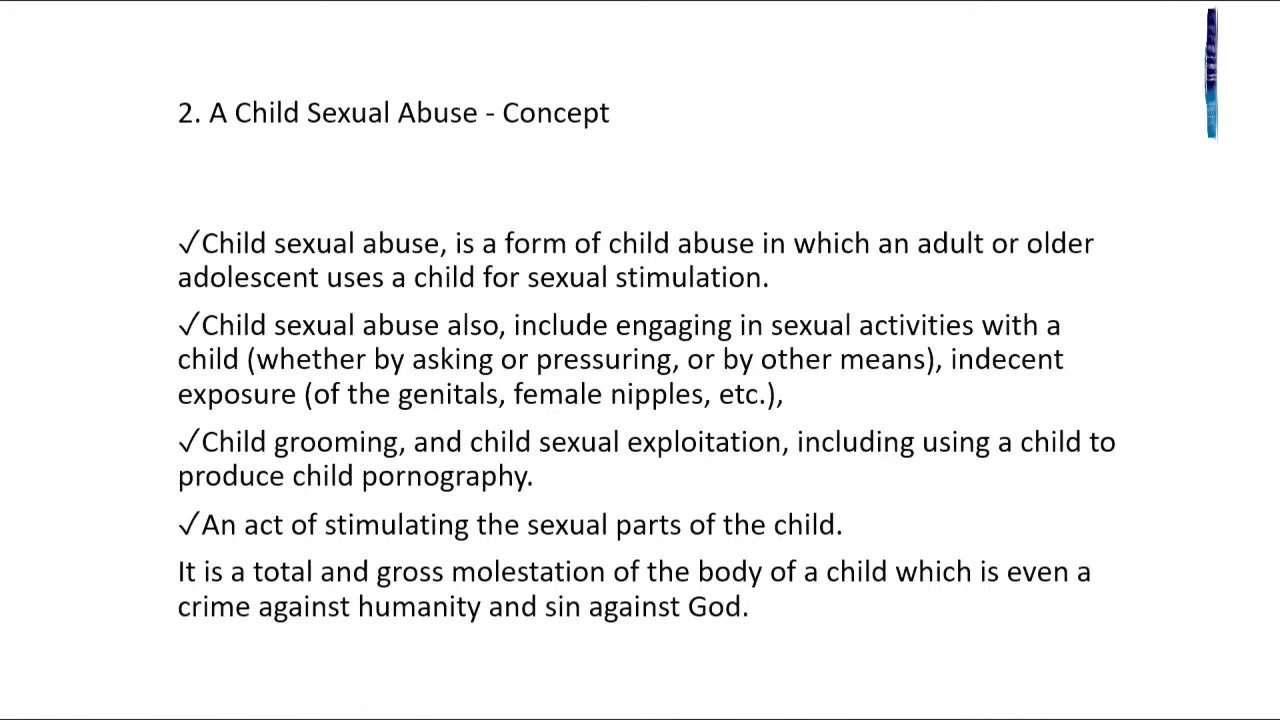 2. A Child Sexual Abuse - Concept
✓Child sexual abuse, is a form of child abuse in which an adult or older
adolescent uses a child for sexual stimulation.
✓Child sexual abuse also, include engaging in sexual activities with a
child (whether by asking or pressuring, or by other means), indecent
exposure (of the genitals, female nipples, etc.),
✓Child grooming, and child sexual exploitation, including using a child to
produce child pornography.
✓An act of stimulating the sexual parts of the child.
It is a total and gross molestation of the body of a child which is even a
crime against humanity and sin against God.